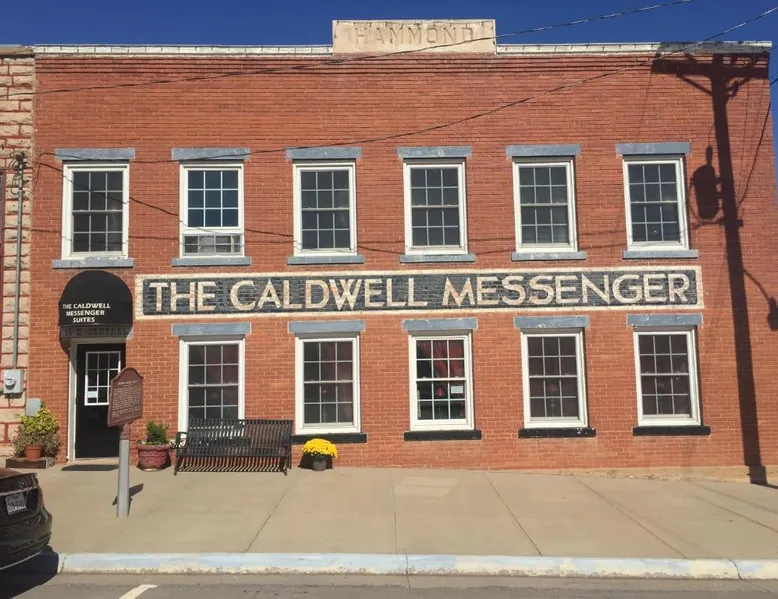 HAMMOND
THE CALDWELL MESSENGER
THE CALDWELL
MESSENGER
SUITES